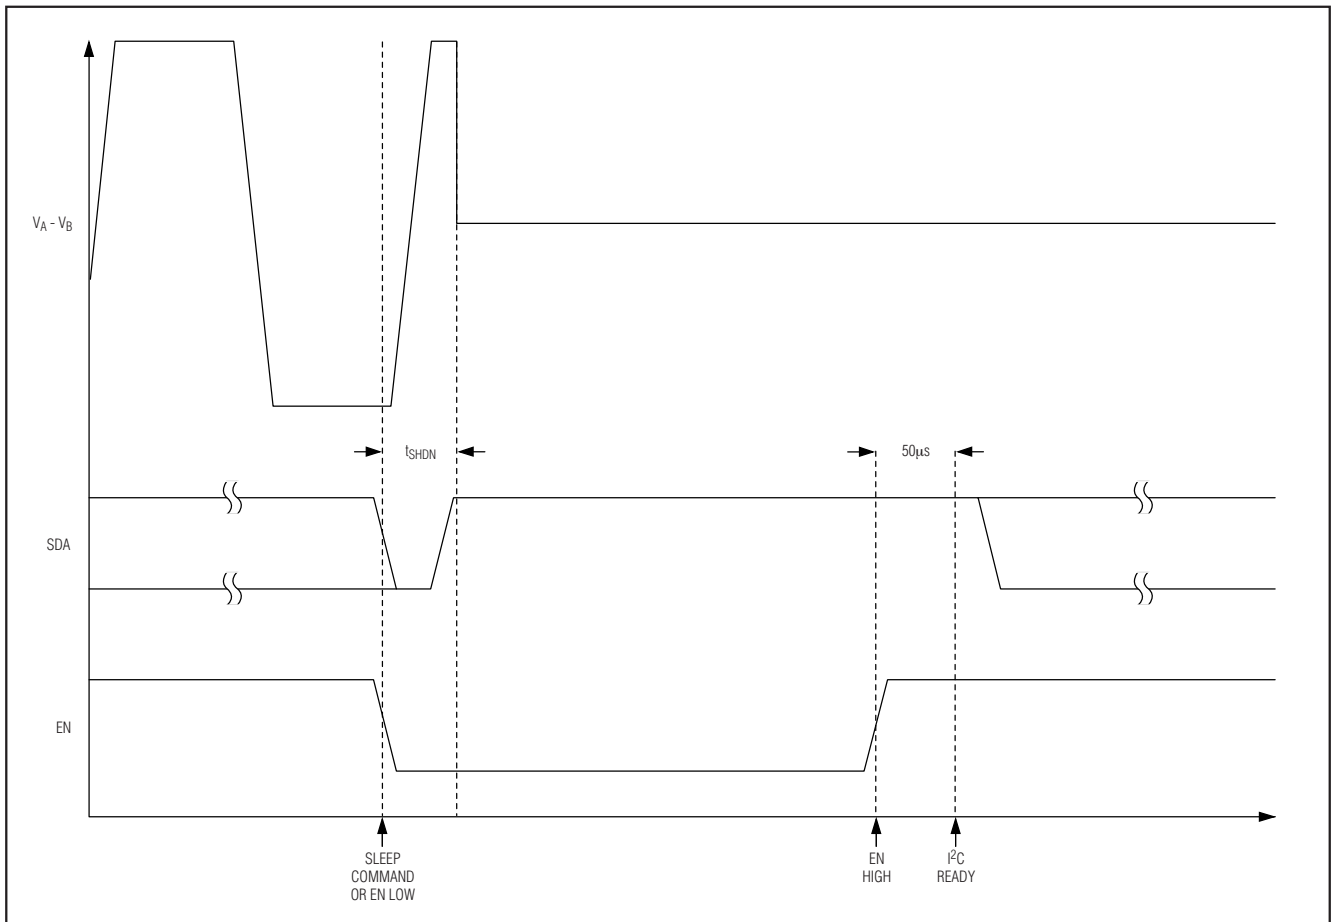 V_A - V_B
t_SHDN
50µs
SDA
EN
SLEEP
COMMAND
OR EN LOW
EN
HIGH
I²C
READY